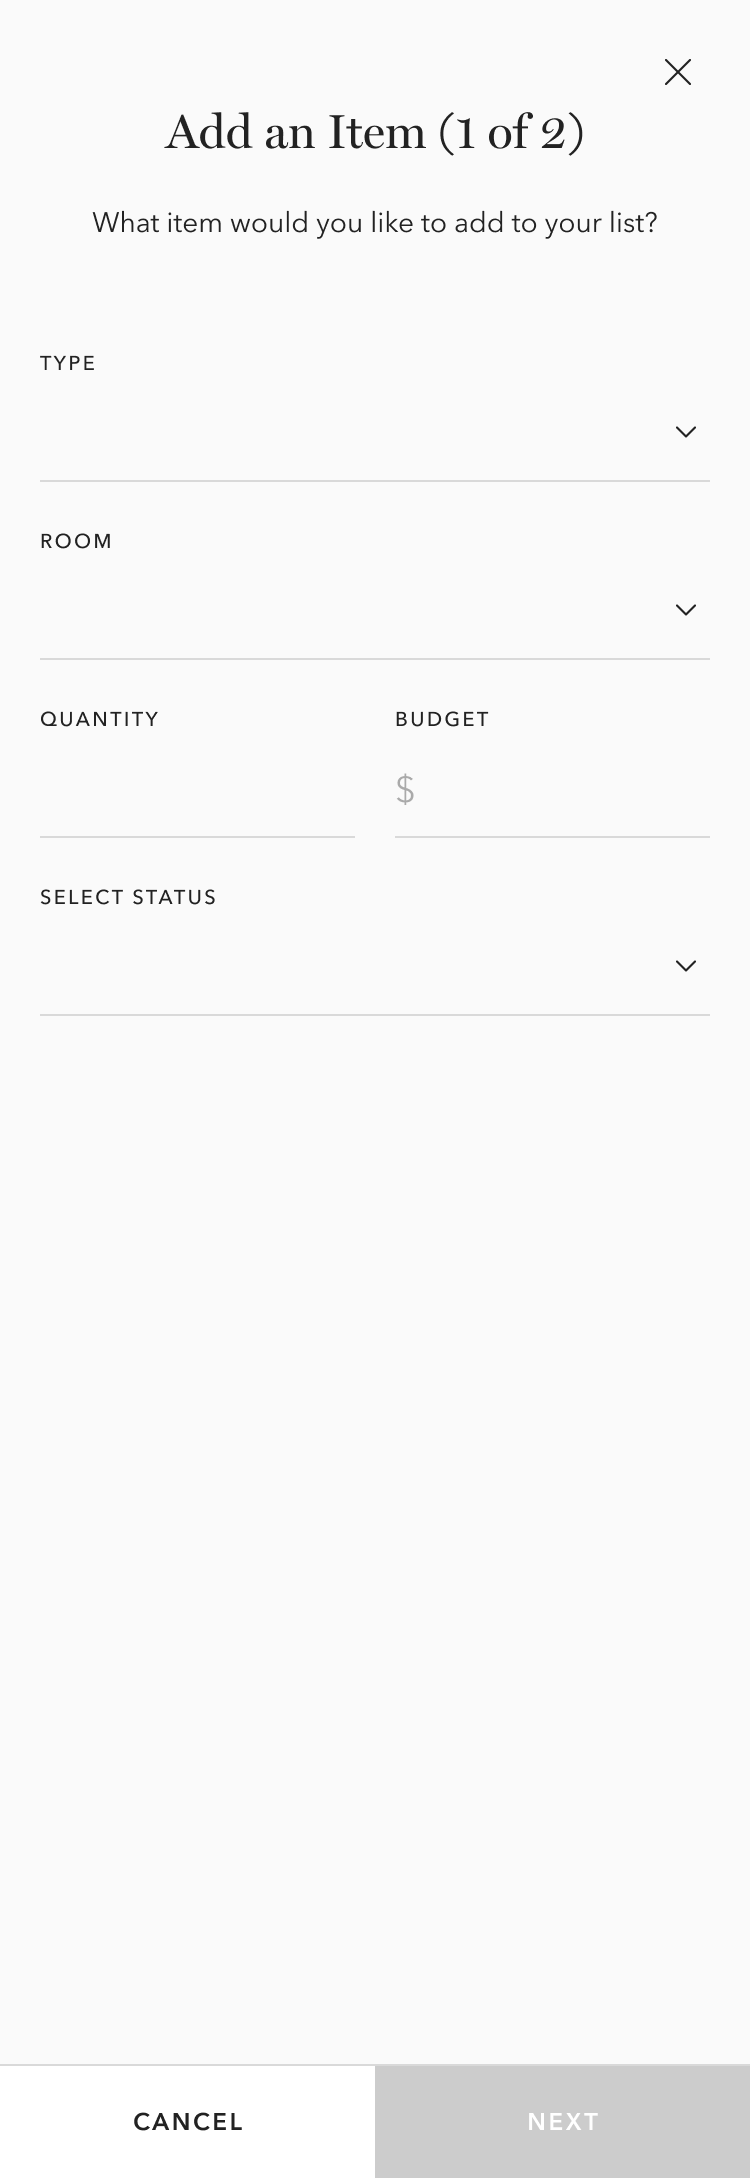 Add an Item (1 of 2)
What item would you like to add to your list?
TYPE
ROOM
QUANTITY
BUDGET
$
SELECT STATUS
CANCEL
NEXT